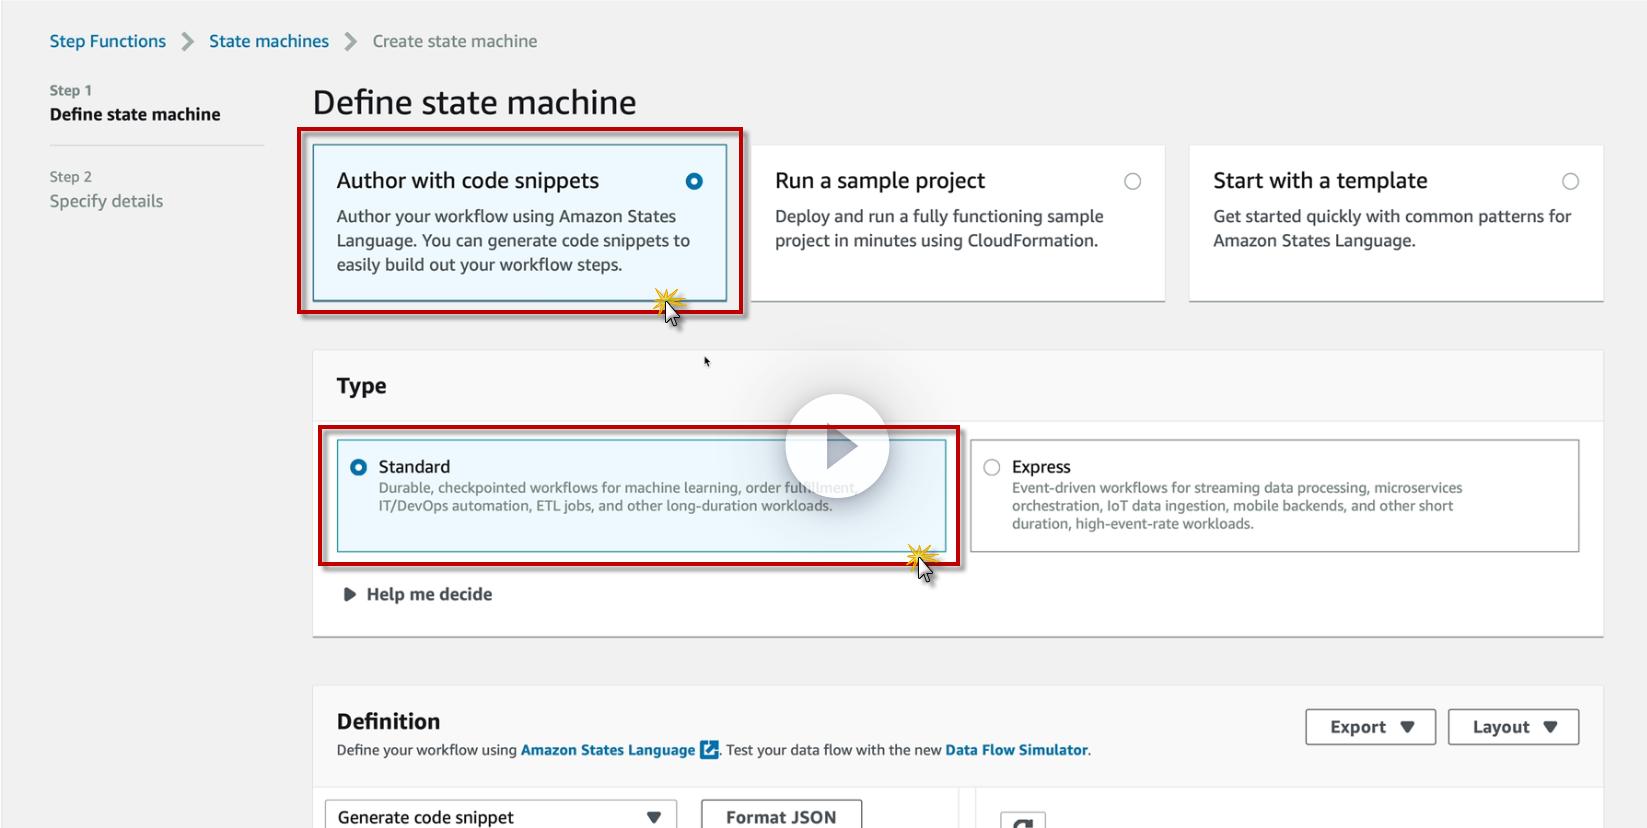 Step Functions State machines Create state machine
Step 1
Define state machine
Step 2
Specify details
Define state machine
Author with code snippets
Author your workflow using Amazon States
Language. You can generate code snippets to
easily build out your workflow steps.
Run a sample project
Deploy and run a fully functioning sample
project in minutes using CloudFormation.
Start with a template
Get started quickly with common patterns for
Amazon States Language.
Type
Standard
Durable, checkpointed workflows for machine learning, order fulfillment,
IT/DevOps automation, ETL jobs, and other long-duration workloads.
Express
Event-driven workflows for streaming data processing, microservices
orchestration, IoT data ingestion, mobile backends, and other short
duration, high-event-rate workloads.
Help me decide
Definition
Define your workflow using Amazon States Language. Test your data flow with the new Data Flow Simulator.
Export
Layout
Generate code snippet
Format JSON